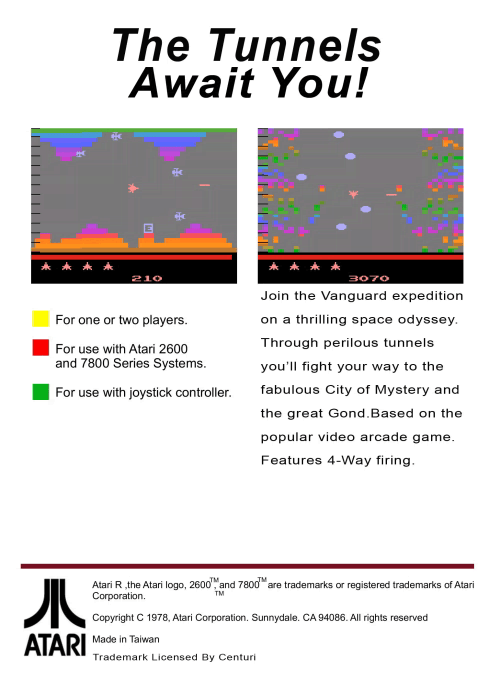 The Tunnels
Await You!
E
210
3070
For one or two players.
For use with Atari 2600
and 7800 Series Systems.
For use with joystick controller.
Join the Vanguard expedition
on a thrilling space odyssey.
Through perilous tunnels
you'll fight your way to the
fabulous City of Mystery and
the great Gond.Based on the
popular video arcade game.
Features 4-Way firing.
Atari R ,the Atari logo, 2600™, and 7800™ are trademarks or registered trademarks of Atari
Corporation. TM
Copyright C 1978, Atari Corporation. Sunnydale. CA 94086. All rights reserved
Made in Taiwan
Trademark Licensed By Centuri
ATARI